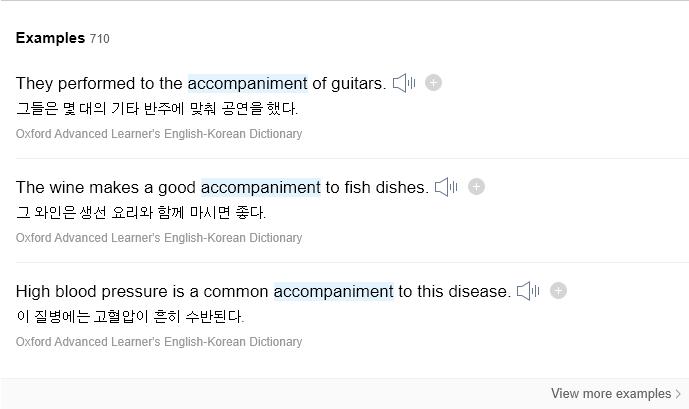 Examples 710
They performed to the accompaniment of guitars.
그들은 몇 대의 기타 반주에 맞춰 공연을 했다.
Oxford Advanced Learner's English-Korean Dictionary
The wine makes a good accompaniment to fish dishes.
그 와인은 생선 요리와 함께 마시면 좋다.
Oxford Advanced Learner's English-Korean Dictionary
High blood pressure is a common accompaniment to this disease.
이 질병에는 고혈압이 흔히 수반된다.
Oxford Advanced Learner's English-Korean Dictionary
View more examples